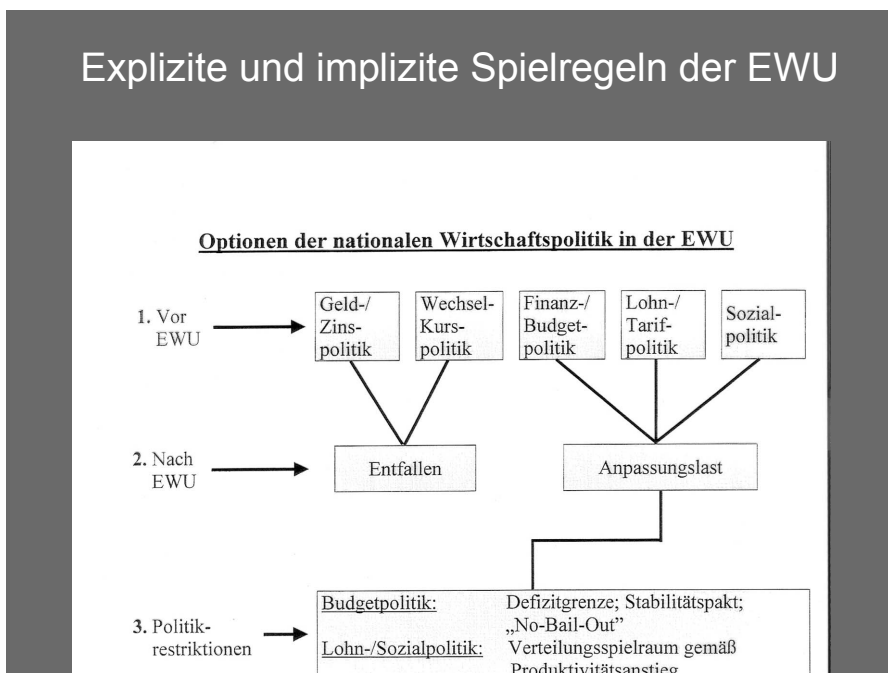 Explizite und implizite Spielregeln der EWU
Optionen der nationalen Wirtschaftspolitik in der EWU
1. Vor
EWU
Geld-/
Zins-
politik
Wechsel-
Kurs-
politik
Finanz-/
Budget-
politik
Lohn-/
Tarif-
politik
Sozial-
politik
2. Nach
EWU
Entfallen
Anpassungslast
3. Politik-
restriktionen
Budgetpolitik: Defizitgrenze; Stabilitätspakt;
„No-Bail-Out”
Lohn-/Sozialpolitik: Verteilungsspielraum gemäß
Produktivitätsanstieg